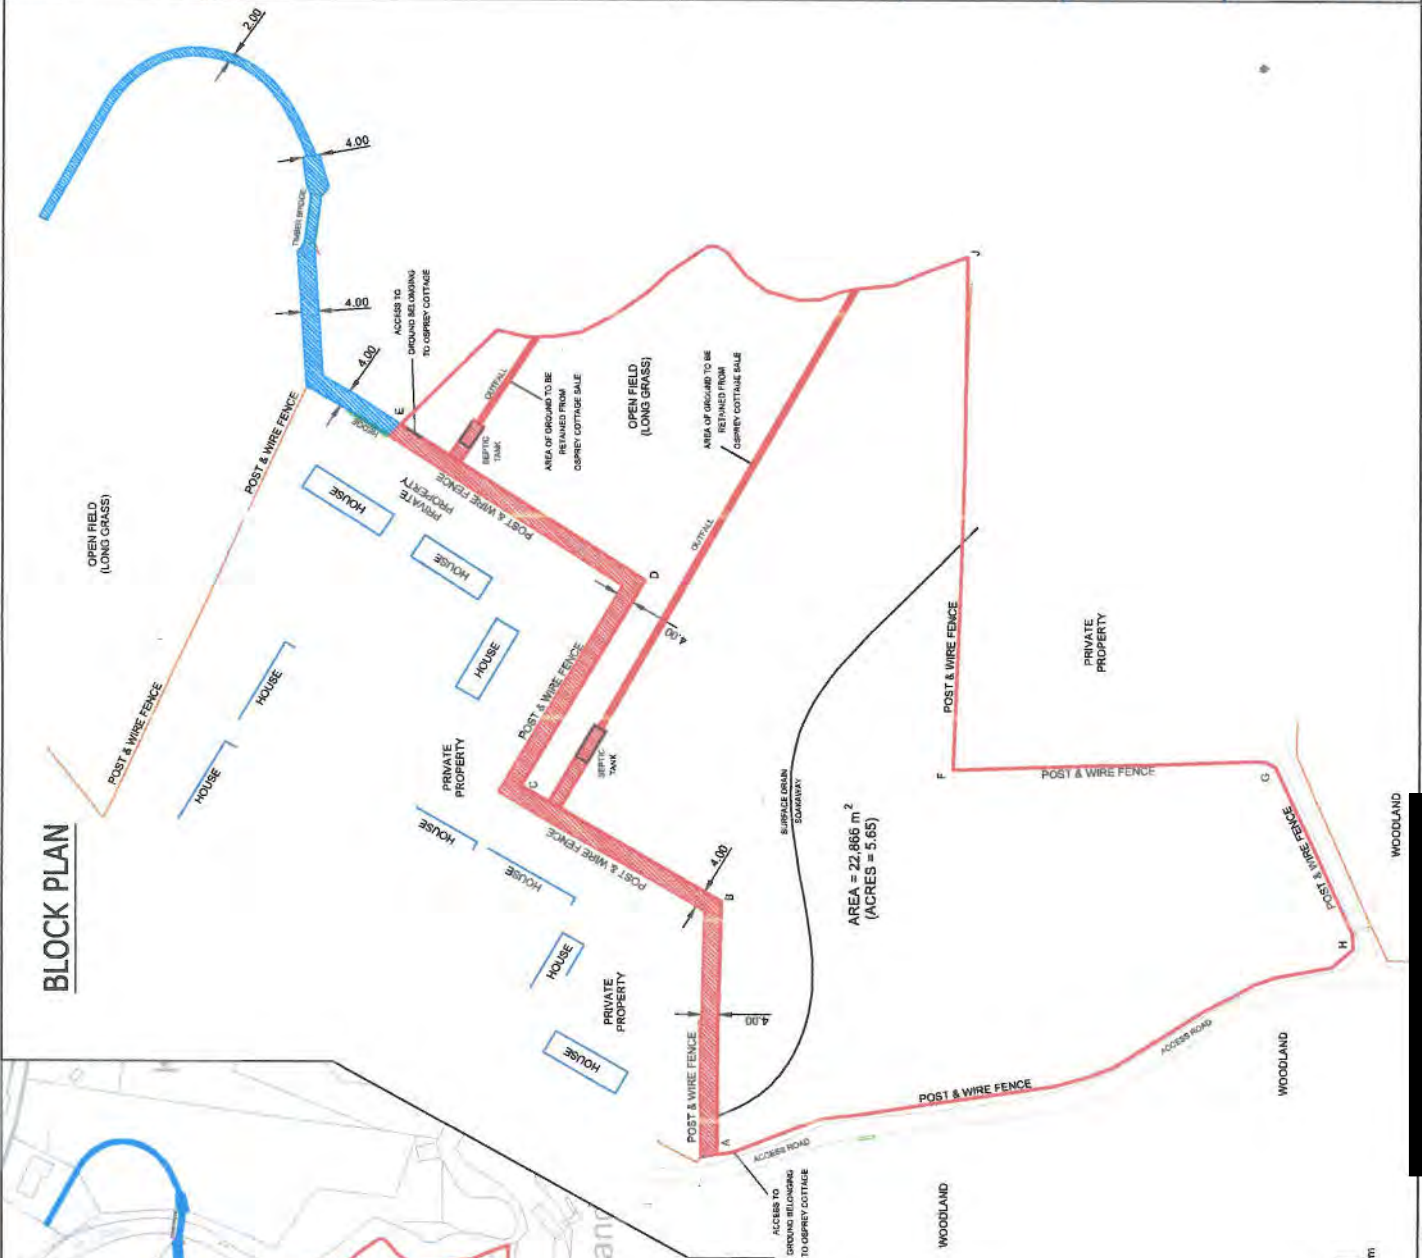 BLOCK PLAN
2.00
4.00
TIMBER BRIDGE
4.00
4.00
ACCESS TO
GROUND BELONGING
TO OSPREY COTTAGE
E
HEDGE
OPEN FIELD
(LONG GRASS)
POST & WIRE FENCE
POST & WIRE FENCE
HOUSE
HOUSE
HOUSE
HOUSE
HOUSE
PRIVATE
PROPERTY
POST & WIRE FENCE
SEPTIC
TANK
OUTFALL
AREA OF GROUND TO BE
RETAINED FROM
OSPREY COTTAGE SALE
OPEN FIELD
(LONG GRASS)
AREA OF GROUND TO BE
RETAINED FROM
OSPREY COTTAGE SALE
OUTFALL
J
D
4.00
POST & WIRE FENCE
SEPTIC
TANK
C
PRIVATE
PROPERTY
HOUSE
HOUSE
HOUSE
HOUSE
POST & WIRE FENCE
4.00
B
PRIVATE
PROPERTY
4.00
POST & WIRE FENCE
A
SURFACE DRAIN
SOAKAWAY
AREA = 22,866 m²
(ACRES = 5.65)
POST & WIRE FENCE
F
PRIVATE
PROPERTY
POST & WIRE FENCE
G
POST & WIRE FENCE
H
WOODLAND
ACCESS ROAD
WOODLAND
POST & WIRE FENCE
ACCESS ROAD
ACCESS TO
GROUND BELONGING
TO OSPREY COTTAGE
WOODLAND
m